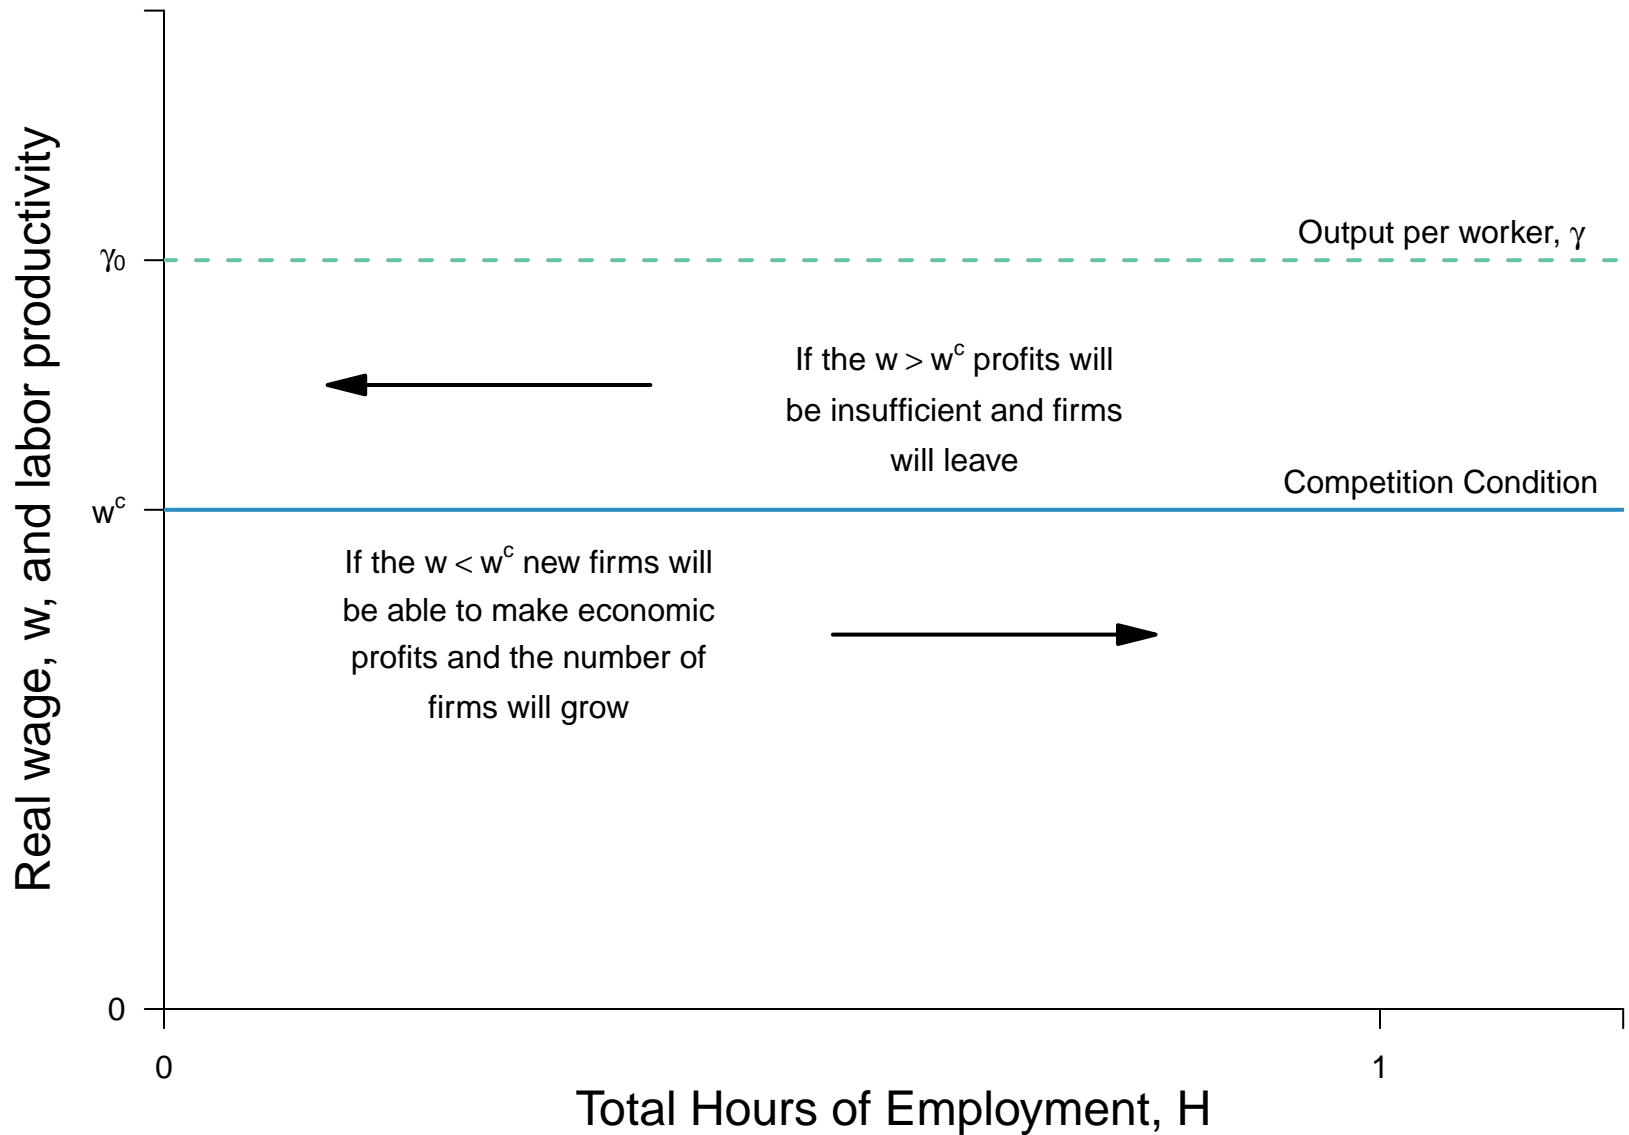 Real wage, w, and labor productivity
γ₀
Output per worker, γ
If the w > wᶜ profits will
be insufficient and firms
will leave
Competition Condition
wᶜ
If the w < wᶜ new firms will
be able to make economic
profits and the number of
firms will grow
0
0
1
Total Hours of Employment, H